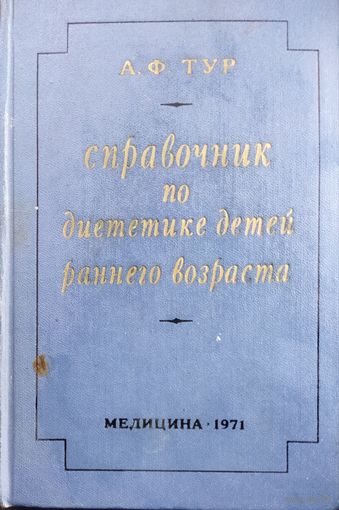 А. Ф ТУР
справочник
по
диететике детей
раннего возраста
МЕДИЦИНА · 1971